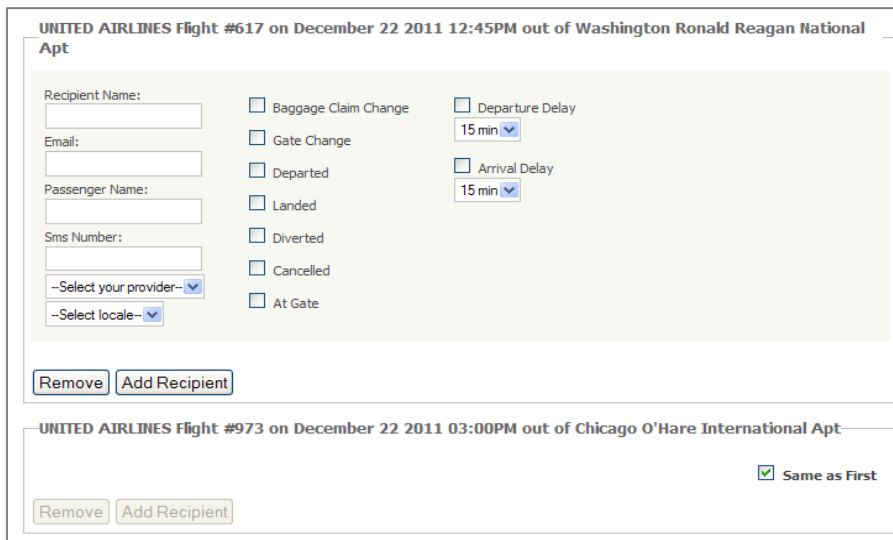 UNITED AIRLINES Flight #617 on December 22 2011 12:45PM out of Washington Ronald Reagan National
Apt
Recipient Name:
Email:
Passenger Name:
Sms Number:
--Select your provider--
--Select locale--
Baggage Claim Change
Gate Change
Departed
Landed
Diverted
Cancelled
At Gate
Departure Delay
15 min
Arrival Delay
15 min
Remove Add Recipient
UNITED AIRLINES Flight #973 on December 22 2011 03:00PM out of Chicago O'Hare International Apt
Same as First
Remove Add Recipient